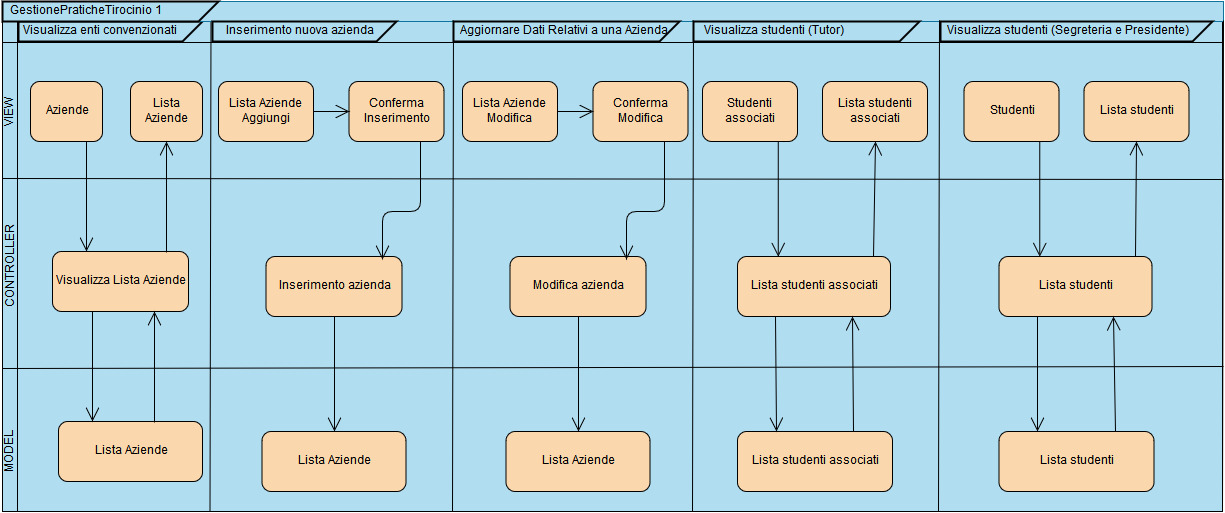 GestionePraticheTirocinio 1
Visualizza enti convenzionati
Inserimento nuova azienda
Aggiornare Dati Relativi a una Azienda
Visualizza studenti (Tutor)
Visualizza studenti (Segreteria e Presidente)
VIEW
Aziende
Lista
Aziende
Lista Aziende
Aggiungi
Conferma
Inserimento
Lista Aziende
Modifica
Conferma
Modifica
Studenti
associati
Lista studenti
associati
Studenti
Lista studenti
CONTROLLER
Visualizza Lista Aziende
Inserimento azienda
Modifica azienda
Lista studenti associati
Lista studenti
MODEL
Lista Aziende
Lista Aziende
Lista Aziende
Lista studenti associati
Lista studenti